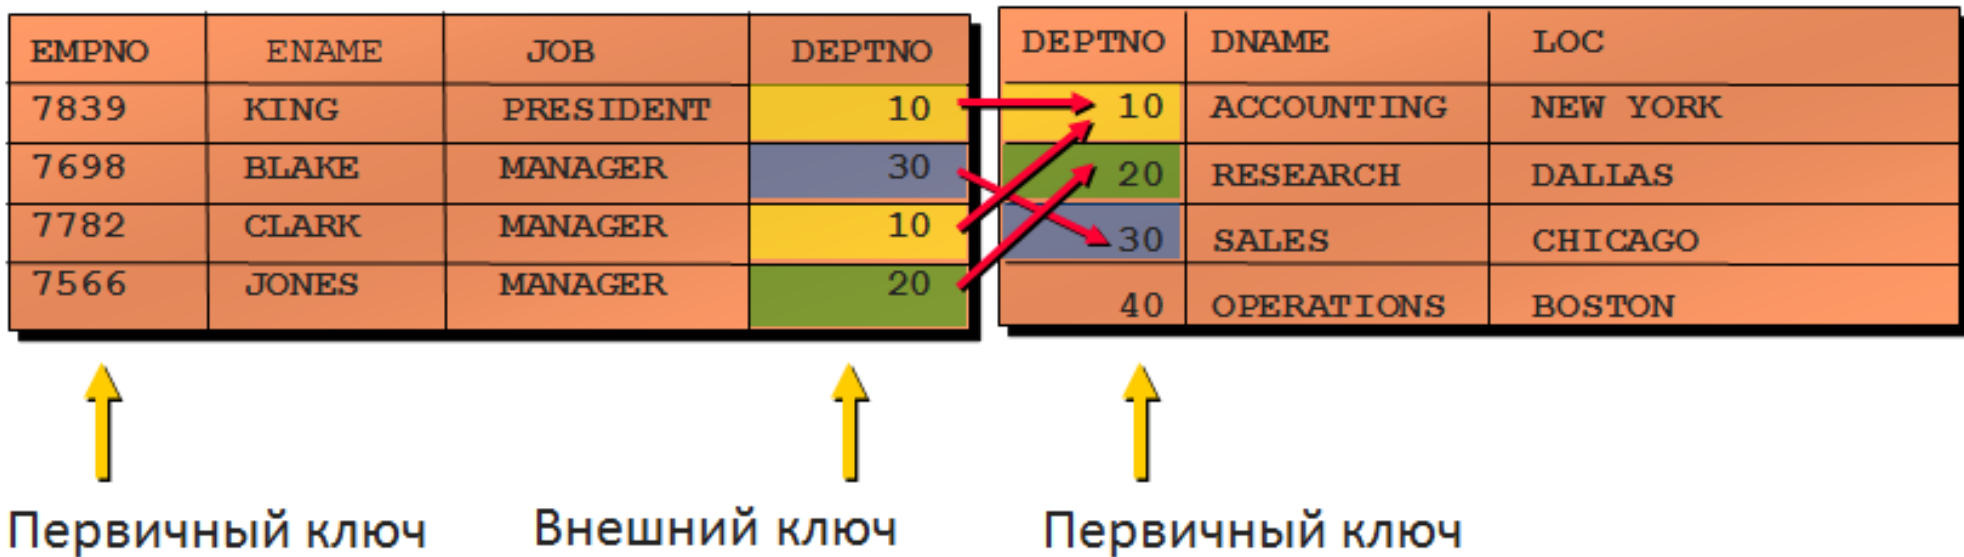 EMPNO ENAME JOB DEPTNO DEPTNO DNAME LOC
7839 KING PRESIDENT 10 10 ACCOUNTING NEW YORK
7698 BLAKE MANAGER 30 20 RESEARCH DALLAS
7782 CLARK MANAGER 10 30 SALES CHICAGO
7566 JONES MANAGER 20 40 OPERATIONS BOSTON
Первичный ключ Внешний ключ Первичный ключ